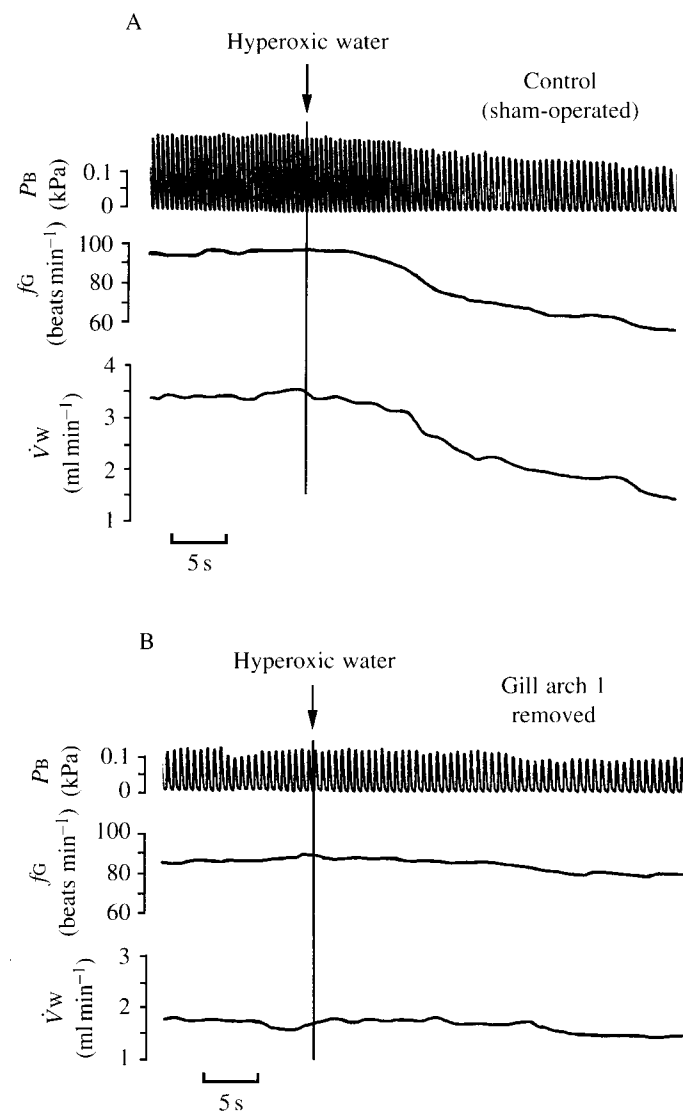 A
Hyperoxic water
Control
(sham-operated)
PB
(kPa)
0.1
0
fG
(beats min−1)
100
80
60
V̇w
(ml min−1)
4
3
2
1
5 s
B
Hyperoxic water
Gill arch 1
removed
PB
(kPa)
0.1
0
fG
(beats min−1)
100
80
60
V̇w
(ml min−1)
3
2
1
5 s